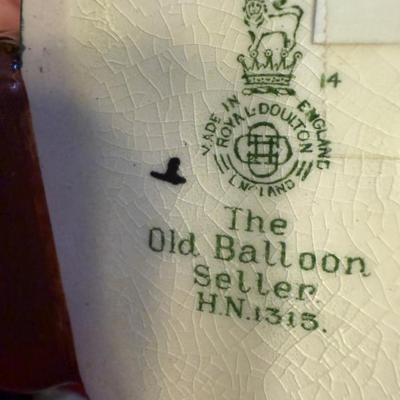 14
MADE IN ENGLAND
ROYAL·DOULTON
ENGLAND
The
Old Balloon
Seller.
H.N.1315.